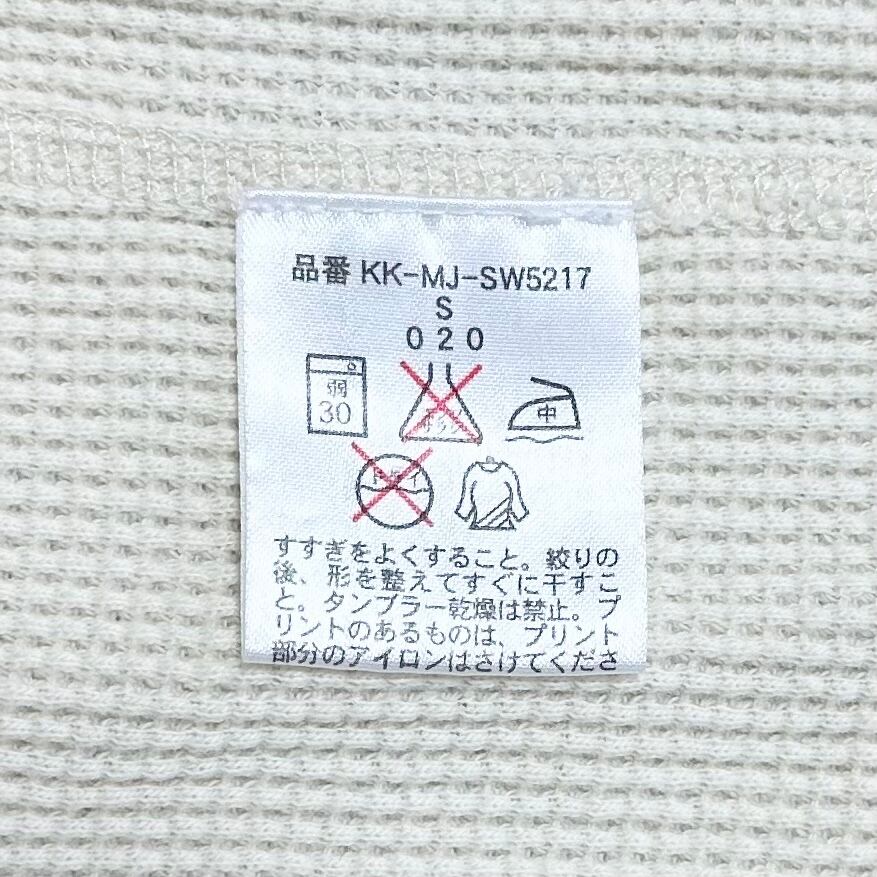 品番 KK-MJ-SW5217
S
020
弱
30
中
すすぎをよくすること。絞りの
後、形を整えてすぐに干すこ
と。タンブラー乾燥は禁止。プ
リントのあるものは、プリント
部分のアイロンはさけてくださ